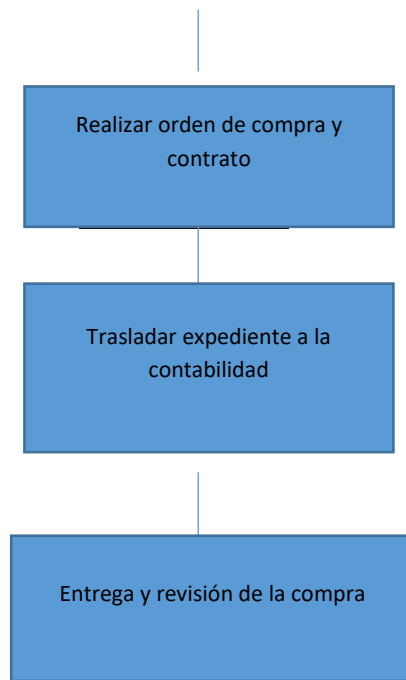 Realizar orden de compra y
contrato
Trasladar expediente a la
contabilidad
Entrega y revisión de la compra